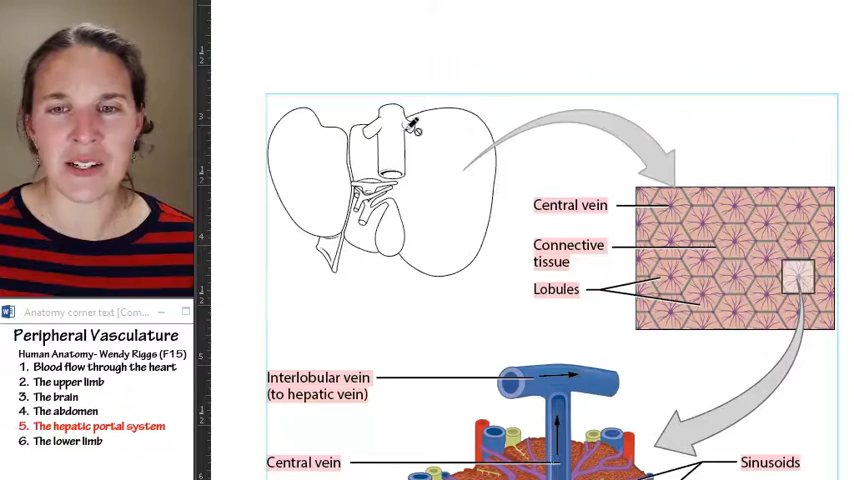 Central vein
Connective
tissue
Lobules
Interlobular vein
(to hepatic vein)
Central vein
Sinusoids
Anatomy corner text [Com...
Peripheral Vasculature
Human Anatomy- Wendy Riggs (F15)
1. Blood flow through the heart
2. The upper limb
3. The brain
4. The abdomen
5. The hepatic portal system
6. The lower limb